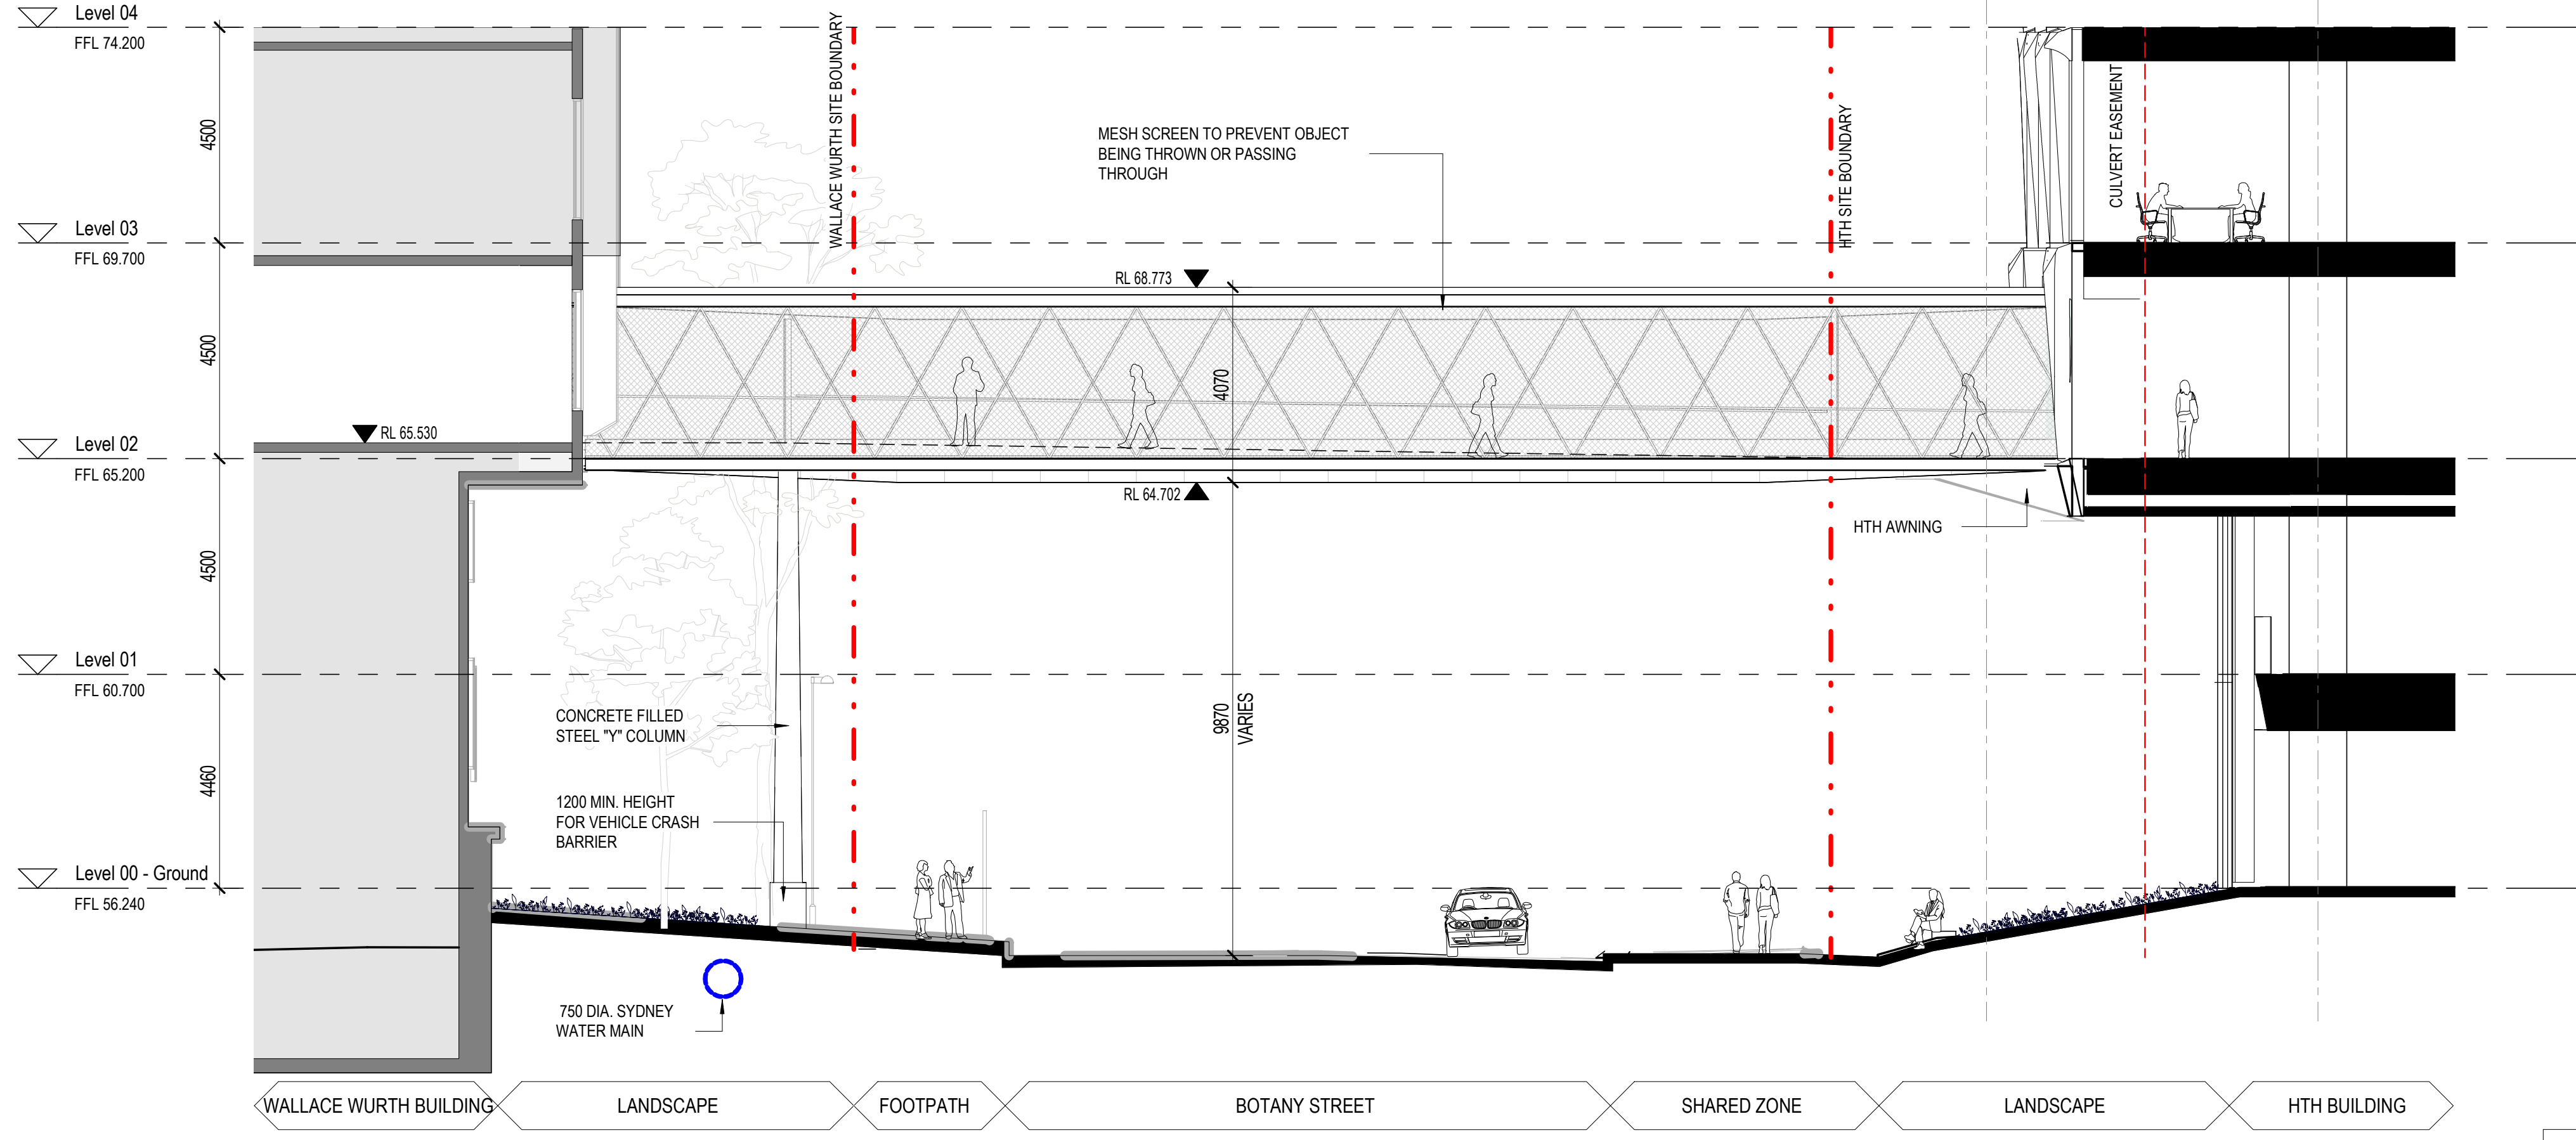 Level 04
FFL 74.200
WALLACE WURTH SITE BOUNDARY
HTH SITE BOUNDARY
CULVERT EASEMENT
4500
MESH SCREEN TO PREVENT OBJECT
BEING THROWN OR PASSING
THROUGH
Level 03
FFL 69.700
RL 68.773
4500
4070
RL 65.530
Level 02
FFL 65.200
RL 64.702
HTH AWNING
4500
Level 01
FFL 60.700
CONCRETE FILLED
STEEL "Y" COLUMN
9870
VARIES
4460
1200 MIN. HEIGHT
FOR VEHICLE CRASH
BARRIER
Level 00 - Ground
FFL 56.240
750 DIA. SYDNEY
WATER MAIN
WALLACE WURTH BUILDING
LANDSCAPE
FOOTPATH
BOTANY STREET
SHARED ZONE
LANDSCAPE
HTH BUILDING